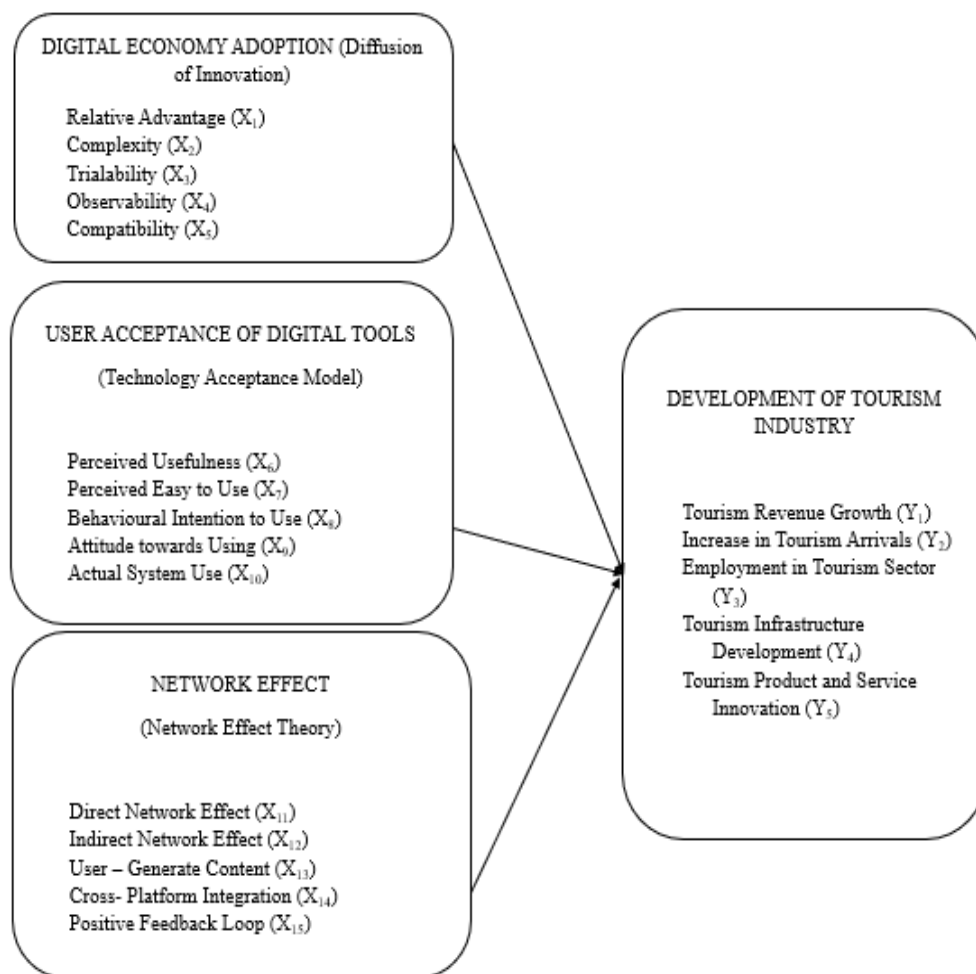 DIGITAL ECONOMY ADOPTION (Diffusion
of Innovation)
Relative Advantage (X₁)
Complexity (X₂)
Trialability (X₃)
Observability (X₄)
Compatibility (X₅)
USER ACCEPTANCE OF DIGITAL TOOLS
(Technology Acceptance Model)
Perceived Usefulness (X₆)
Perceived Easy to Use (X₇)
Behavioural Intention to Use (X₈)
Attitude towards Using (X₉)
Actual System Use (X₁₀)
NETWORK EFFECT
(Network Effect Theory)
Direct Network Effect (X₁₁)
Indirect Network Effect (X₁₂)
User – Generate Content (X₁₃)
Cross- Platform Integration (X₁₄)
Positive Feedback Loop (X₁₅)
DEVELOPMENT OF TOURISM
INDUSTRY
Tourism Revenue Growth (Y₁)
Increase in Tourism Arrivals (Y₂)
Employment in Tourism Sector
(Y₃)
Tourism Infrastructure
Development (Y₄)
Tourism Product and Service
Innovation (Y₅)